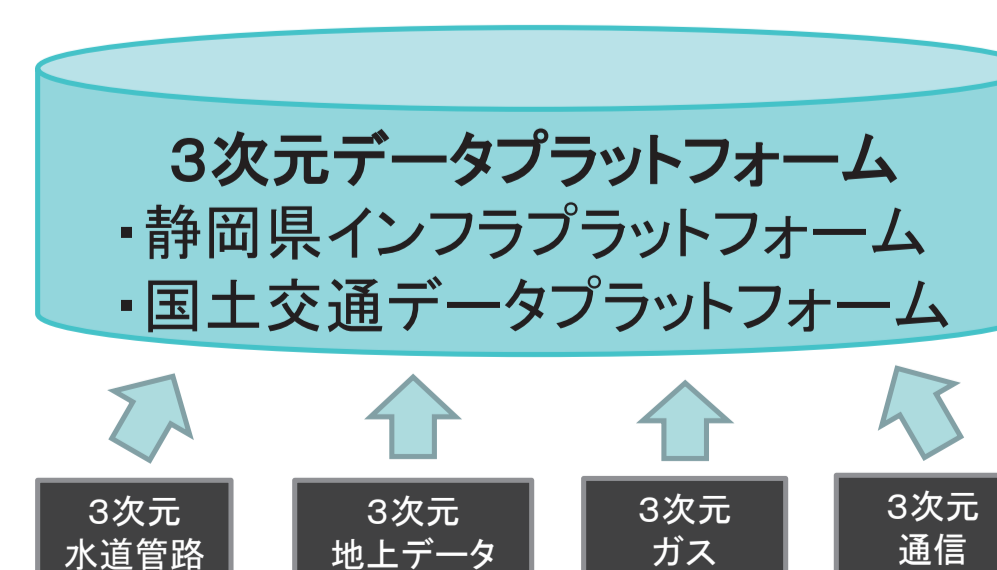 ３次元データプラットフォーム
・静岡県インフラプラットフォーム
・国土交通データプラットフォーム
３次元
水道管路
３次元
地上データ
３次元
ガス
３次元
通信